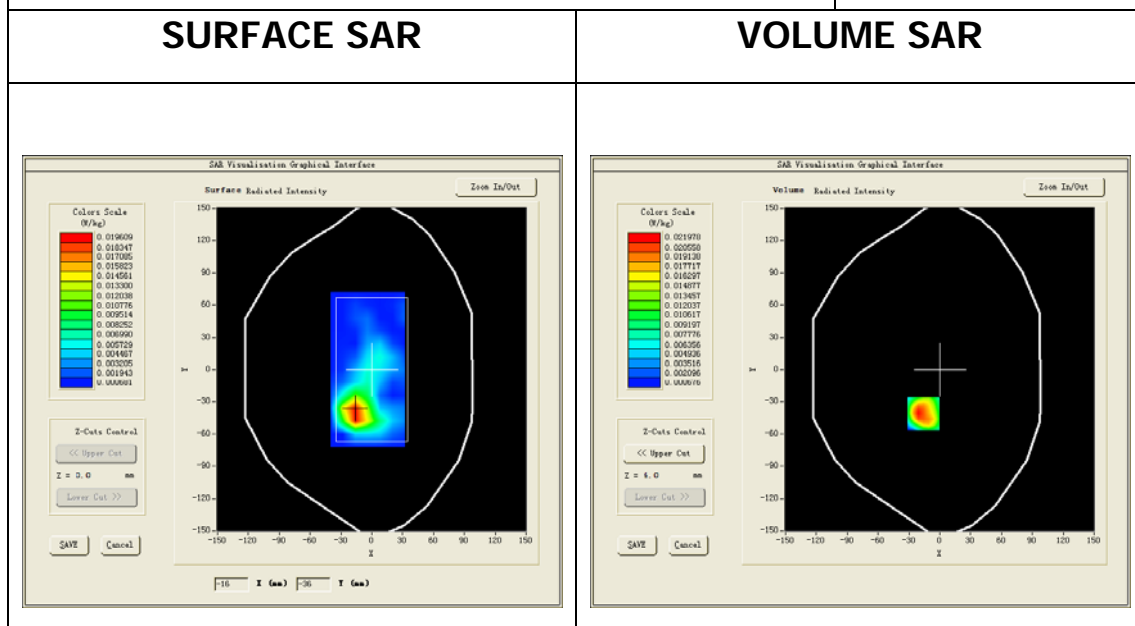 SURFACE SAR
VOLUME SAR
SAR Visualisation Graphical Interface
Surface Radiated Intensity
Zoom In/Out
Colors Scale
(W/kg)
0.019609
0.018347
0.017085
0.015823
0.014561
0.013300
0.012038
0.010776
0.009514
0.008252
0.006990
0.005729
0.004467
0.003205
0.001943
0.000681
150
120
90
60
30
0
-30
-60
-90
-120
-150
Y
-150 -120 -90 -60 -30 0 30 60 90 120 150
X
Z-Cuts Control
<< Upper Cut
Lower Cut >>
SAVE
Cancel
-16 X (mm) -36 Y (mm)
SAR Visualisation Graphical Interface
Volume Radiated Intensity
Zoom In/Out
Colors Scale
(W/kg)
0.021978
0.020558
0.019138
0.017717
0.016297
0.014877
0.013457
0.012037
0.010617
0.009197
0.007776
0.006356
0.004936
0.003516
0.002096
0.000676
150
120
90
60
30
0
-30
-60
-90
-120
-150
Y
-150 -120 -90 -60 -30 0 30 60 90 120 150
X
Z-Cuts Control
<< Upper Cut
Lower Cut >>
SAVE
Cancel